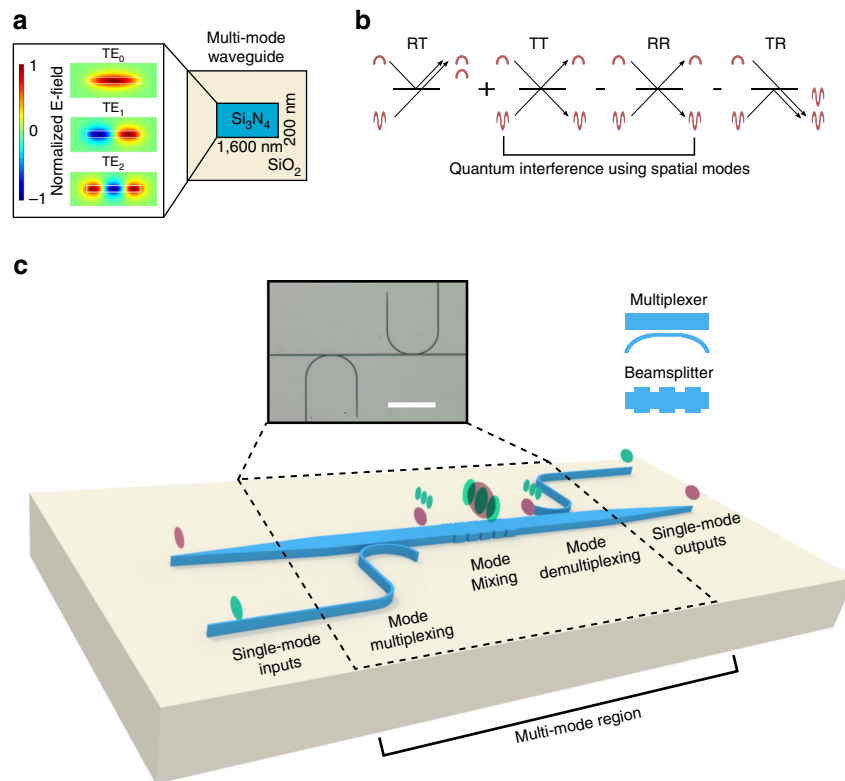 a
Multi-mode
waveguide
TE0
TE1
TE2
1
0
−1
Normalized E-field
Si3N4
200 nm
1,600 nm
SiO2
b
RT
TT
RR
TR
+
-
-
Quantum interference using spatial modes
c
Multiplexer
Beamsplitter
Single-mode
inputs
Mode
multiplexing
Mode
Mixing
Mode
demultiplexing
Single-mode
outputs
Multi-mode region